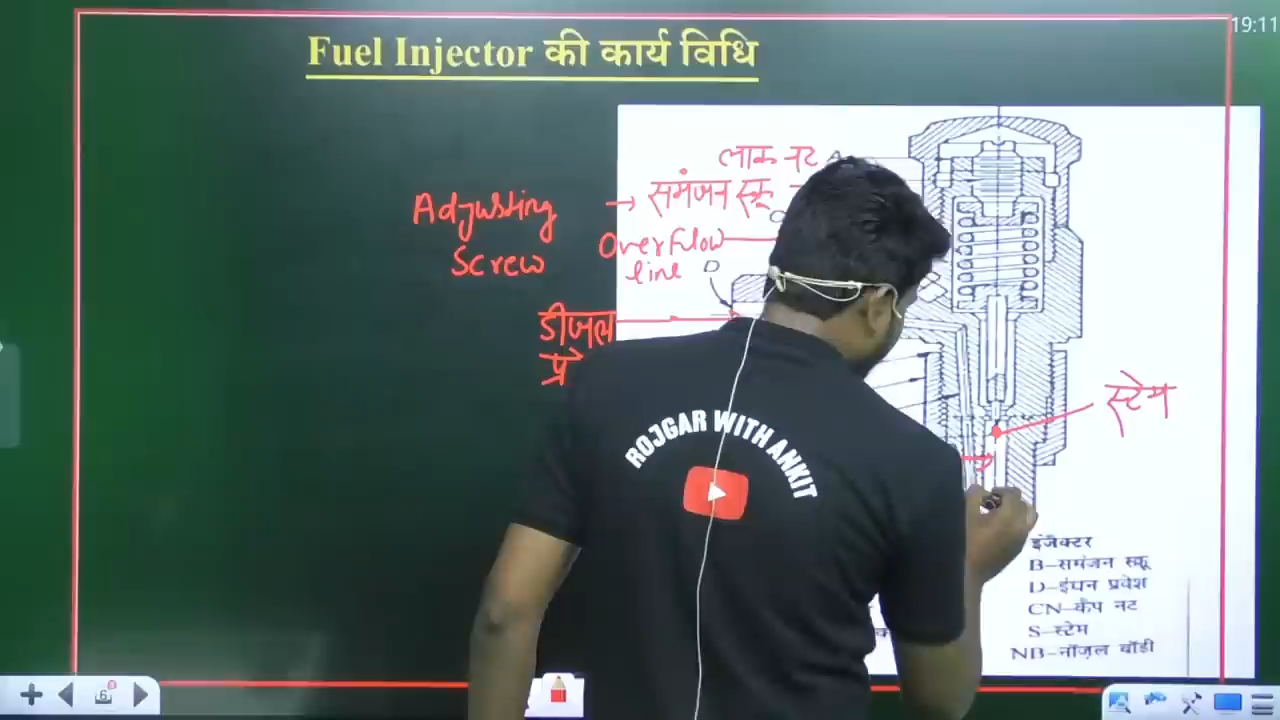 19:11
Fuel Injector की कार्य विधि
लाक नट A
Adjusting → समंजन स्क्रू
Screw
Overflow
line
D
डीजल
प्रे
स्टेम
ROJGAR WITH ANKIT
इंजैक्टर
B–समंजन स्क्रू
D–ईंधन प्रवेश
CN–कैप नट
S–स्टेम
NB–नॉज़ल बॉडी
6